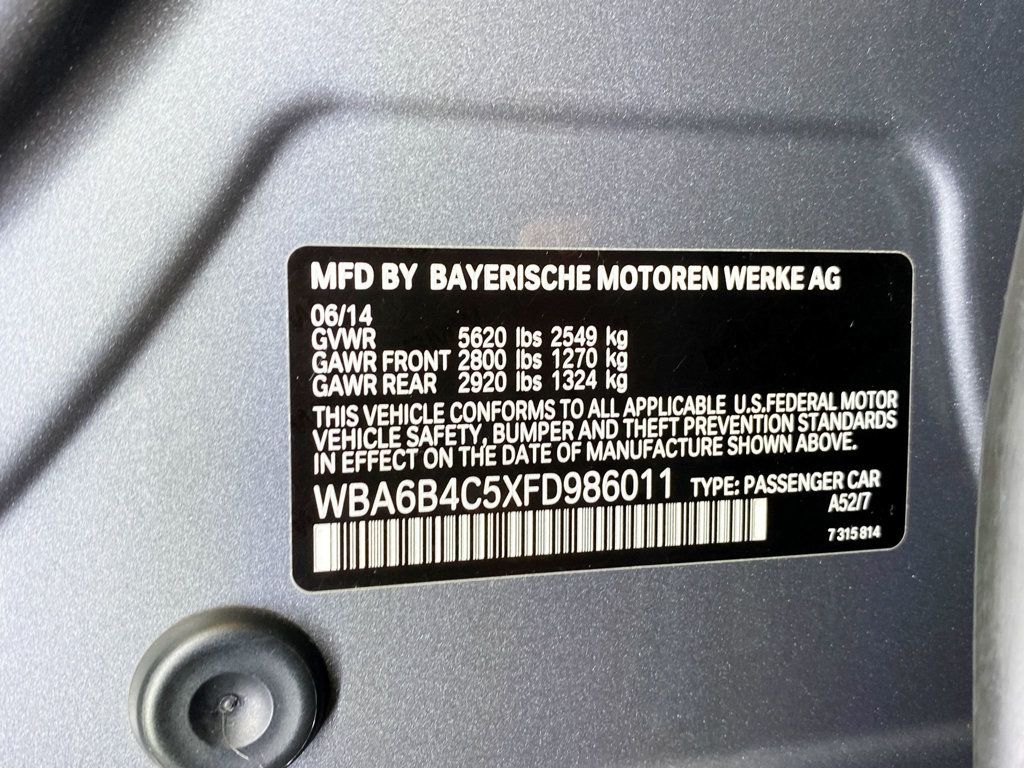 MFD BY BAYERISCHE MOTOREN WERKE AG
06/14
GVWR 5620 lbs 2549 kg
GAWR FRONT 2800 lbs 1270 kg
GAWR REAR 2920 lbs 1324 kg
THIS VEHICLE CONFORMS TO ALL APPLICABLE U.S.FEDERAL MOTOR
VEHICLE SAFETY, BUMPER AND THEFT PREVENTION STANDARDS
IN EFFECT ON THE DATE OF MANUFACTURE SHOWN ABOVE.
WBA6B4C5XFD986011 TYPE: PASSENGER CAR
A52/7
7 315 814